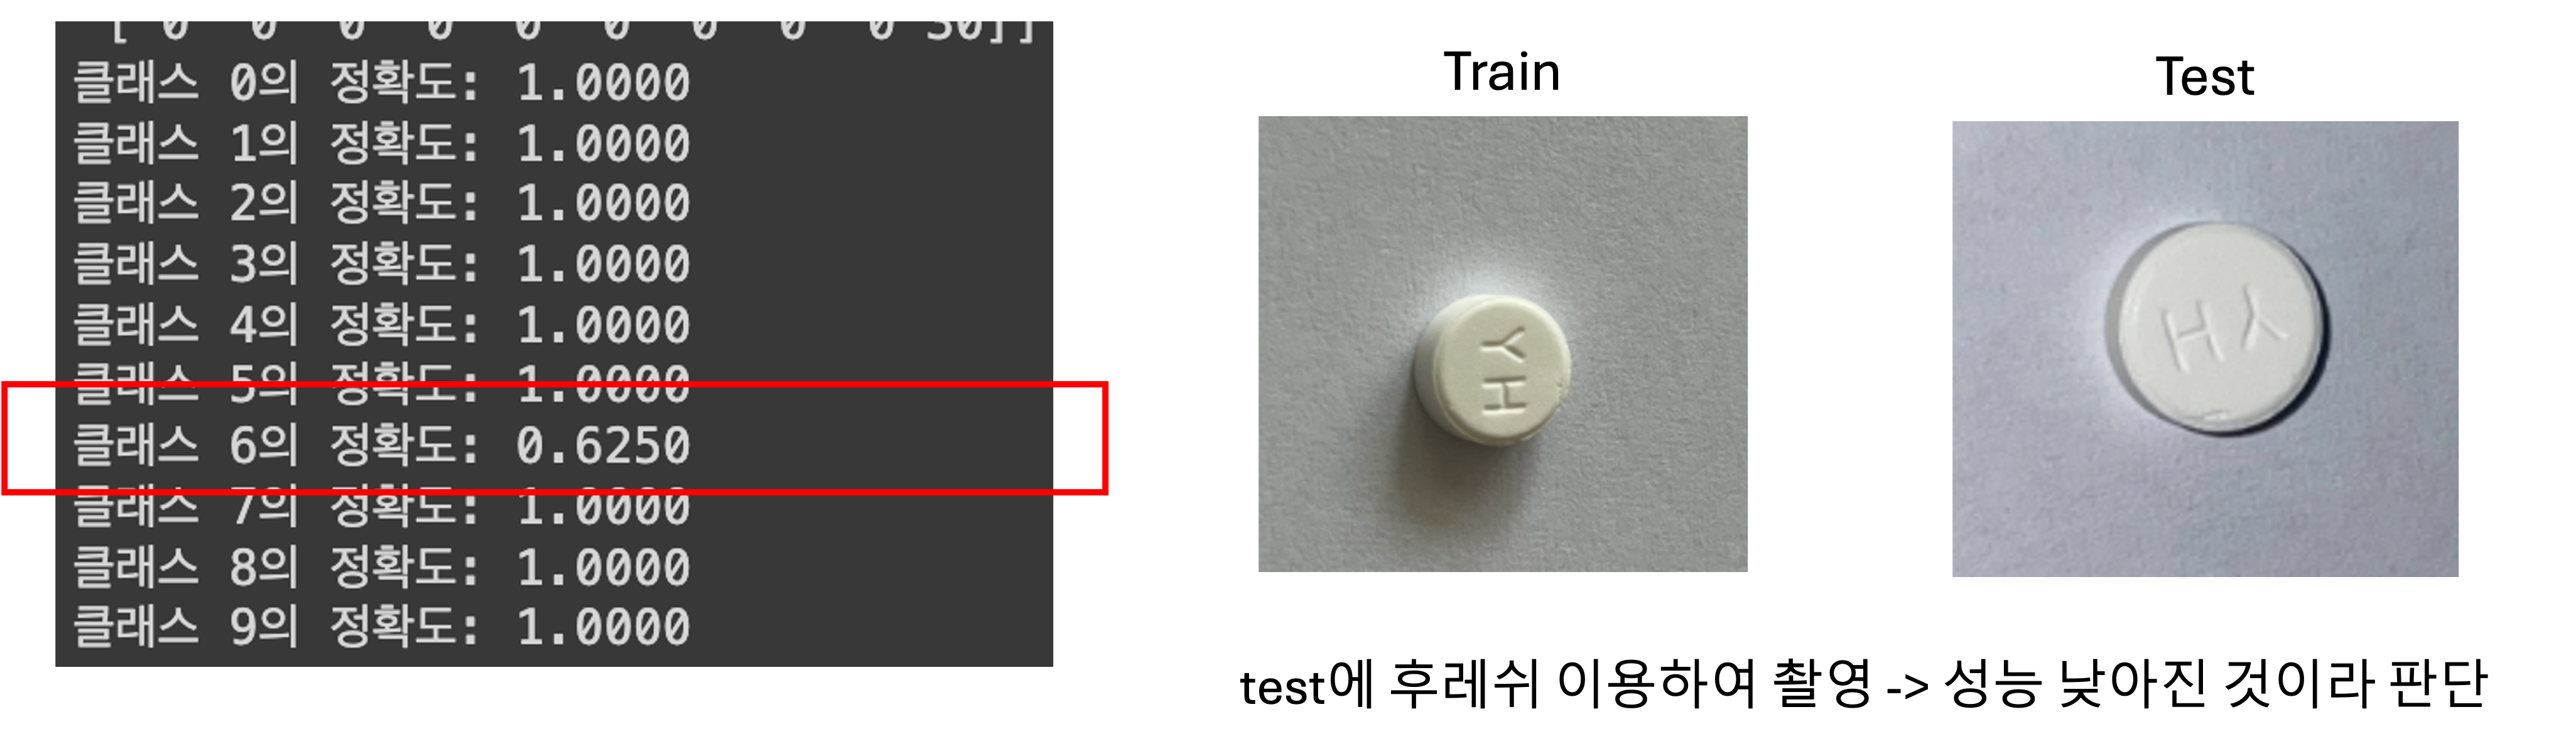 [ 0 0 0 0 0 0 0 0 0 30]]
클래스 0의 정확도: 1.0000
클래스 1의 정확도: 1.0000
클래스 2의 정확도: 1.0000
클래스 3의 정확도: 1.0000
클래스 4의 정확도: 1.0000
클래스 5의 정확도: 1.0000
클래스 6의 정확도: 0.6250
클래스 7의 정확도: 1.0000
클래스 8의 정확도: 1.0000
클래스 9의 정확도: 1.0000
Train
YH
Test
YH
test에 후레쉬 이용하여 촬영 -> 성능 낮아진 것이라 판단